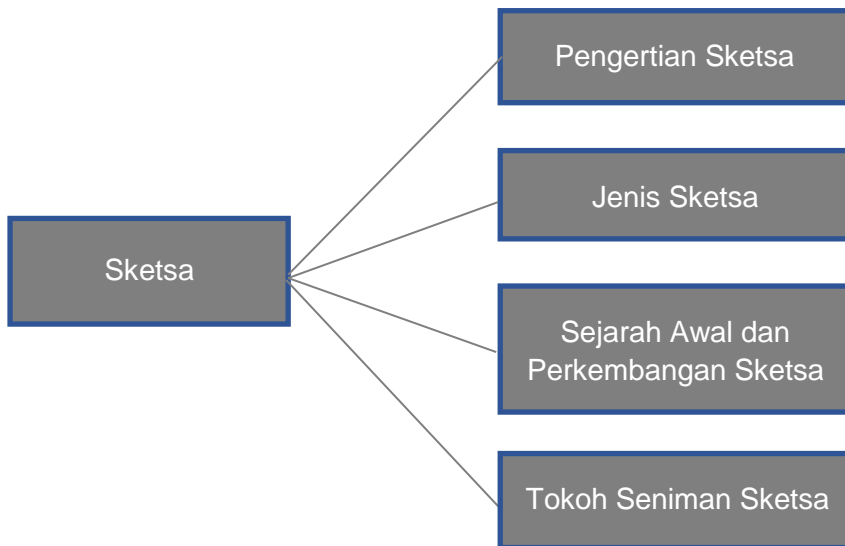 Pengertian Sketsa
Jenis Sketsa
Sketsa
Sejarah Awal dan
Perkembangan Sketsa
Tokoh Seniman Sketsa